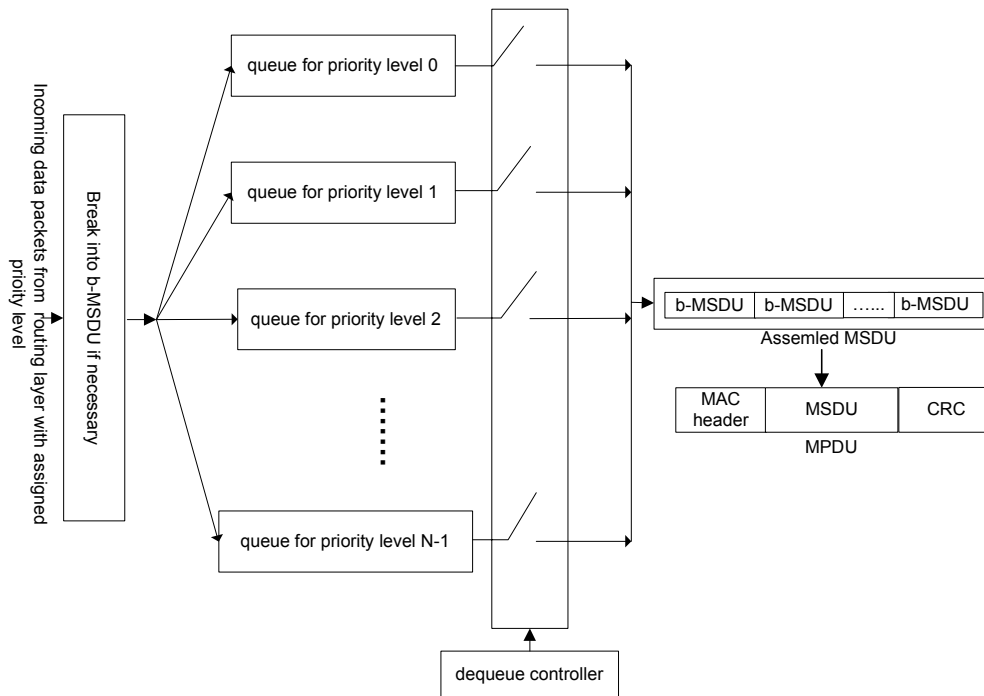 Incoming data packets from routing layer with assigned
prioity level
Break into b-MSDU if necessary
queue for priority level 0
queue for priority level 1
queue for priority level 2
queue for priority level N-1
dequeue controller
b-MSDU b-MSDU …... b-MSDU
Assemled MSDU
MAC
header
MSDU
CRC
MPDU